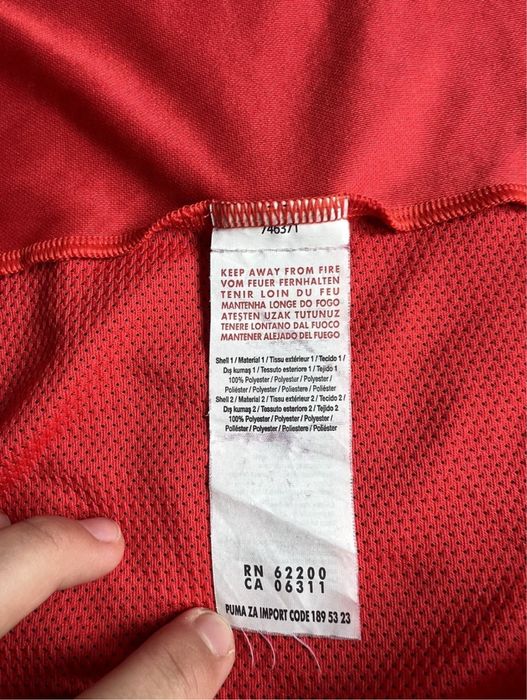 746371
KEEP AWAY FROM FIRE
VOM FEUER FERNHALTEN
TENIR LOIN DU FEU
MANTENHA LONGE DO FOGO
ATEŞTEN UZAK TUTUNUZ
TENERE LONTANO DAL FUOCO
MANTENER ALEJADO DEL FUEGO
Shell 1 / Material 1 / Tissu extérieur 1 / Tecido 1 /
Dış kumaş 1 / Tessuto esteriore 1 / Tejido 1
100% Polyester / Polyester / Polyester /
Poliéster / Polyester / Poliestere / Poliéster
Shell 2 / Material 2 / Tissu extérieur 2 / Tecido 2 /
Dış kumaş 2 / Tessuto esteriore 2 / Tejido 2
100% Polyester / Polyester / Polyester /
Poliéster / Polyester / Poliestere / Poliéster
RN 62200
CA 06311
PUMA ZA IMPORT CODE 189 53 23